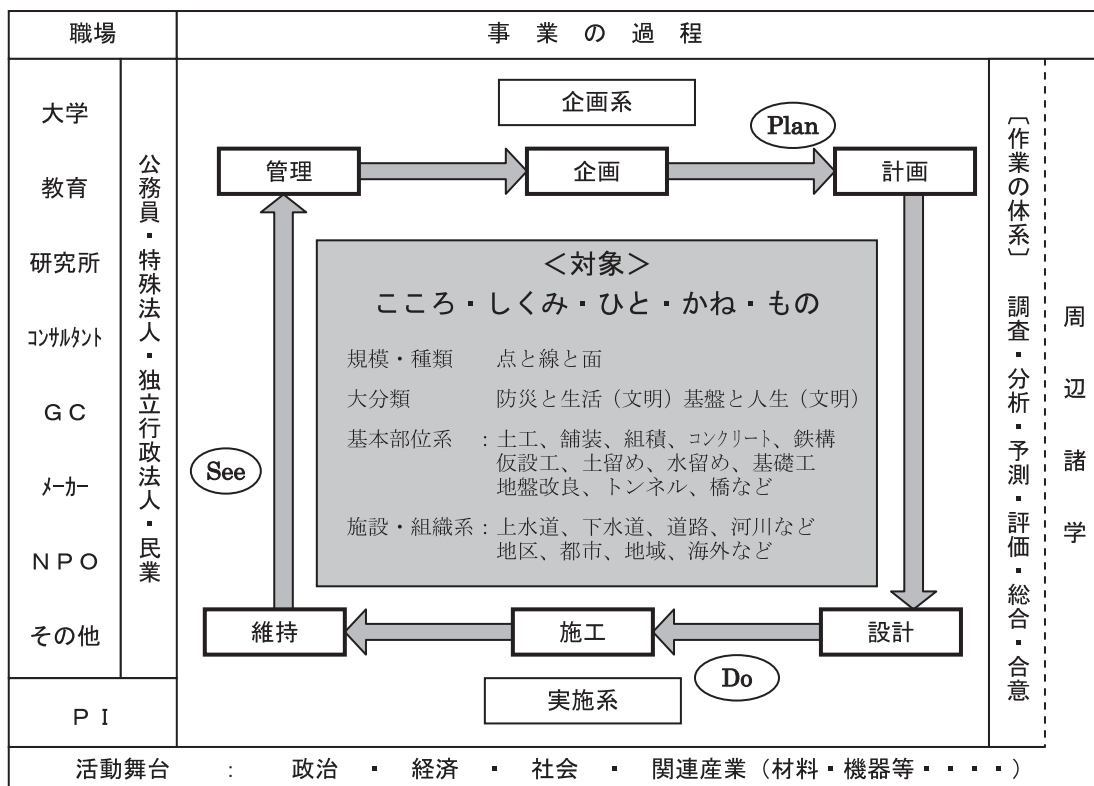 職場
事業の過程
大学
教育
研究所
コンサルタント
GC
メーカー
NPO
その他
PI
公務員・特殊法人・独立行政法人・民業
企画系
Plan
管理
企画
計画
<対象>
こころ・しくみ・ひと・かね・もの
規模・種類 点と線と面
大分類 防災と生活(文明)基盤と人生(文明)
基本部位系 :土工、舗装、組積、コンクリート、鉄構
仮設工、土留め、水留め、基礎工
地盤改良、トンネル、橋など
施設・組織系:上水道、下水道、道路、河川など
地区、都市、地域、海外など
See
維持
施工
設計
Do
実施系
〔作業の体系〕 調査・分析・予測・評価・総合・合意
周辺諸学
活動舞台 : 政治 ・ 経済 ・ 社会 ・ 関連産業(材料・機器等・・・・)